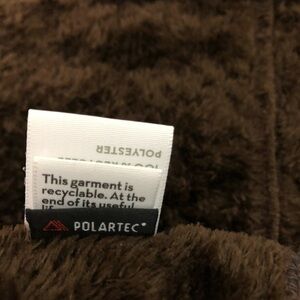 POLYESTER
This garment is
recyclable. At the
end of its useful
POLARTEC®